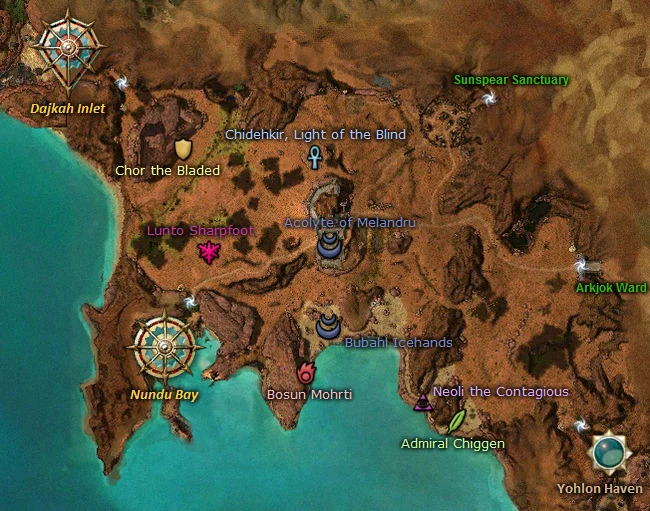 Sunspear Sanctuary
Dajkah Inlet
Chidehkir, Light of the Blind
Chor the Bladed
Acolyte of Melandru
Lunto Sharpfoot
Arkjok Ward
Bubahl Icehands
Nundu Bay
Bosun Mohrti
Neoli the Contagious
Admiral Chiggen
Yohlon Haven